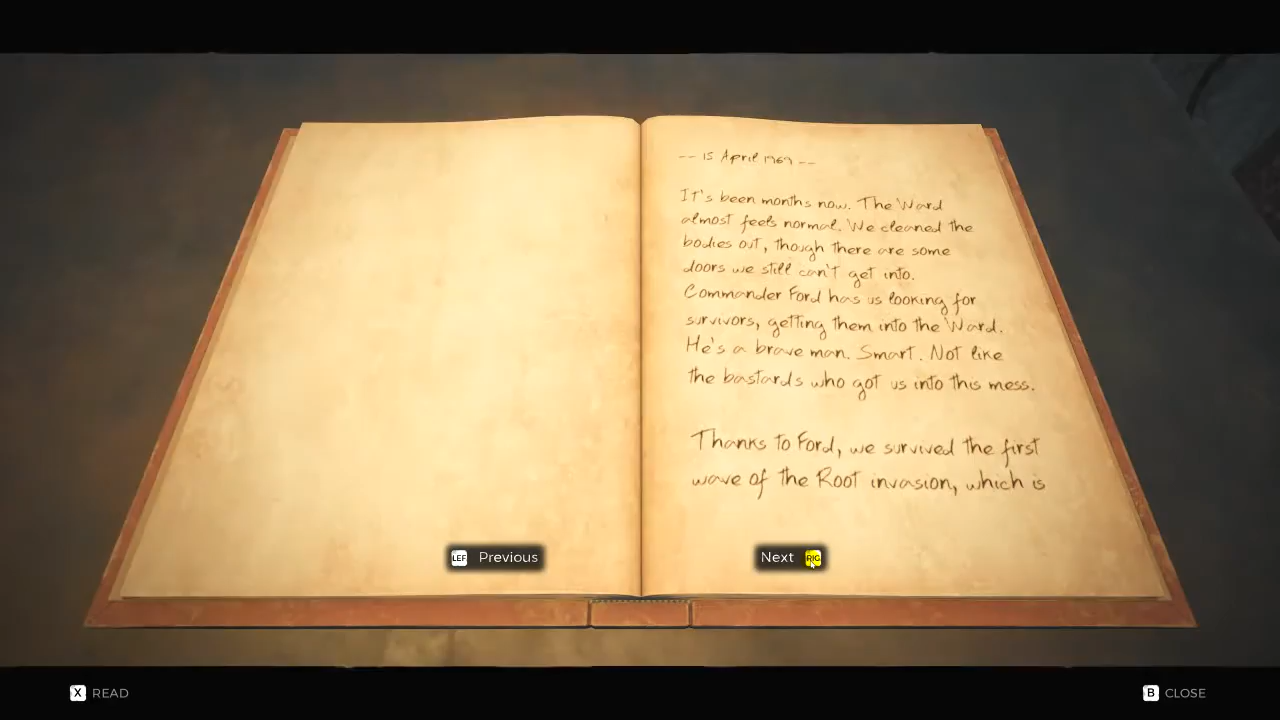 -- 15 April 1969 --
It's been months now. The Ward
almost feels normal. We cleaned the
bodies out, though there are some
doors we still can't get into.
Commander Ford has us looking for
survivors, getting them into the Ward.
He's a brave man. Smart. Not like
the bastards who got us into this mess.
Thanks to Ford, we survived the first
wave of the Root invasion, which is
LEF Previous
Next RIG
X READ
B CLOSE